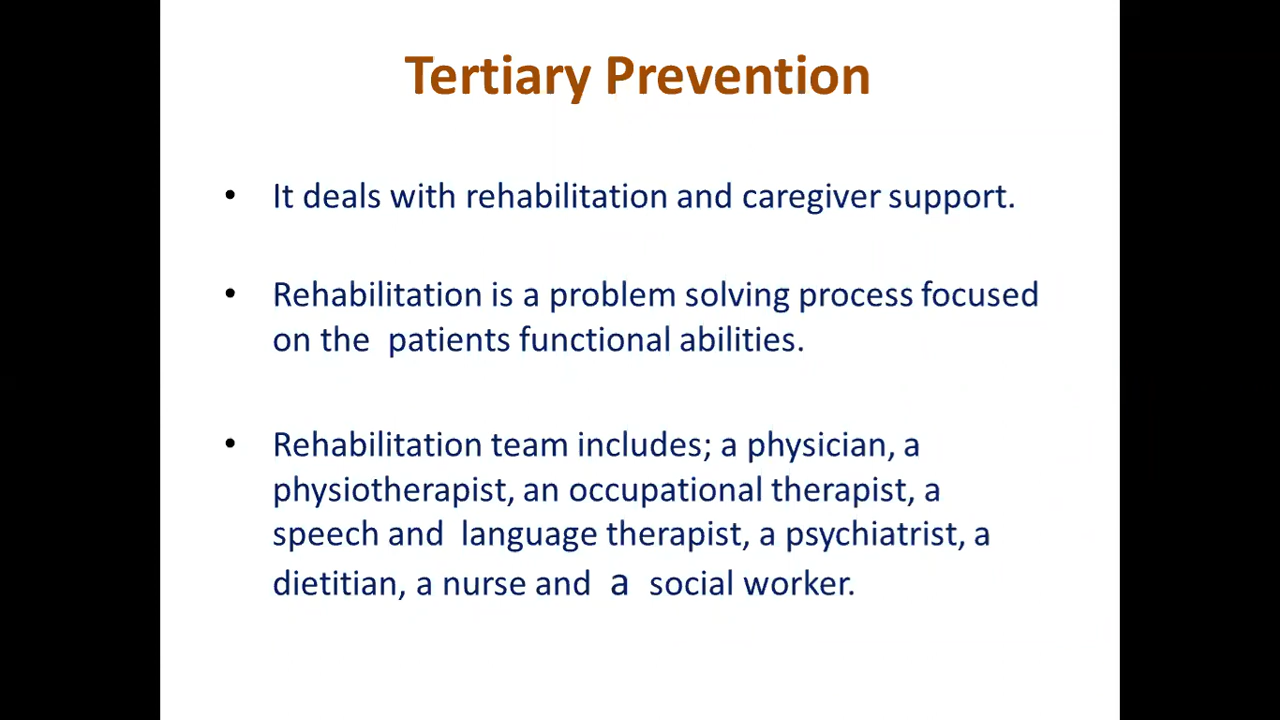 Tertiary Prevention
• It deals with rehabilitation and caregiver support.
• Rehabilitation is a problem solving process focused
on the  patients functional abilities.
• Rehabilitation team includes; a physician, a
physiotherapist, an occupational therapist, a
speech and  language therapist, a psychiatrist, a
dietitian, a nurse and  a  social worker.